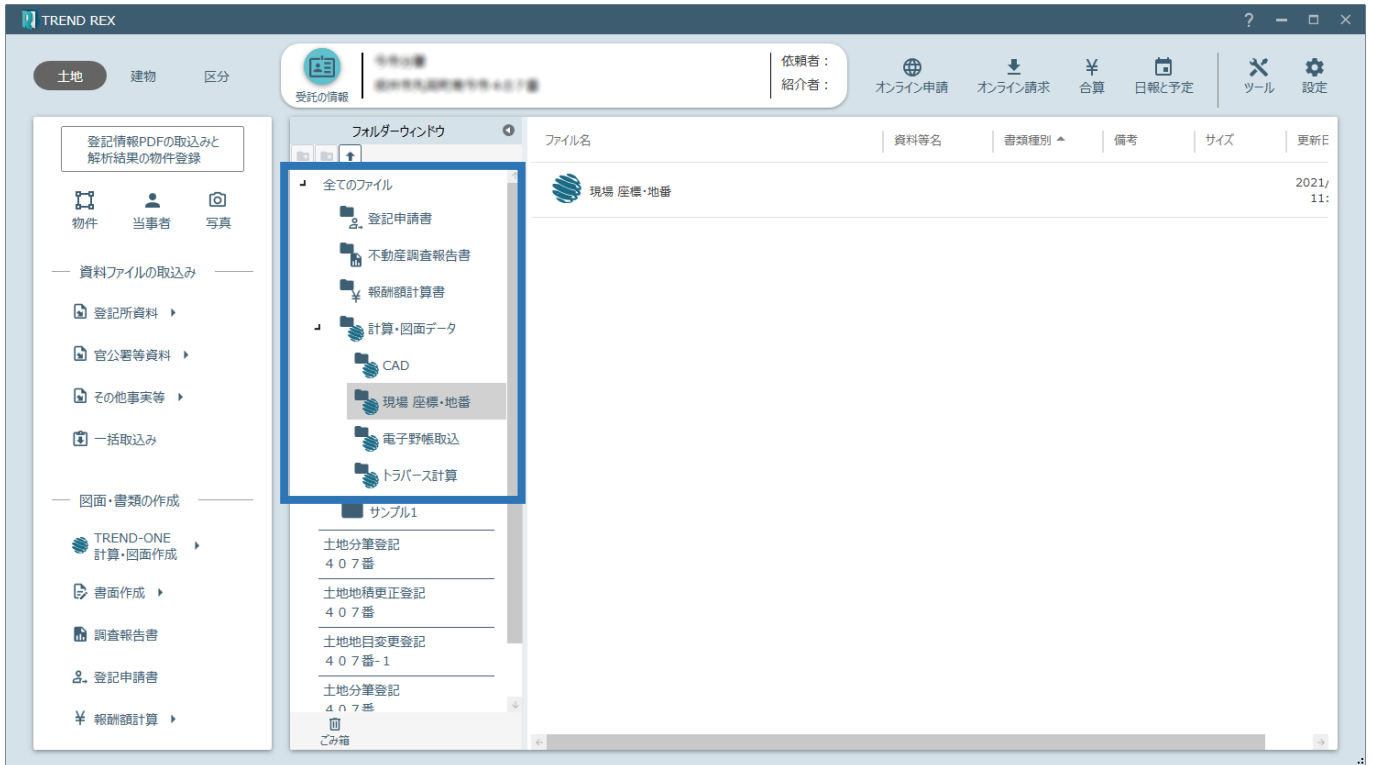 TREND REX
土地
建物
区分
受託の情報
依頼者：
紹介者：
オンライン申請
オンライン請求
合算
日報と予定
ツール
設定
登記情報PDFの取込みと
解析結果の物件登録
物件
当事者
写真
資料ファイルの取込み
登記所資料
官公署等資料
その他事実等
一括取込み
図面・書類の作成
TREND-ONE
計算・図面作成
書面作成
調査報告書
登記申請書
報酬額計算
フォルダーウィンドウ
全てのファイル
登記申請書
不動産調査報告書
報酬額計算書
計算・図面データ
CAD
現場 座標・地番
電子野帳取込
トラバース計算
サンプル1
土地分筆登記
４０７番
土地地積更正登記
４０７番
土地地目変更登記
４０７番-１
土地分筆登記
４０７番
ごみ箱
ファイル名
資料等名
書類種別
備考
サイズ
更新日
現場 座標・地番
2021/
11: